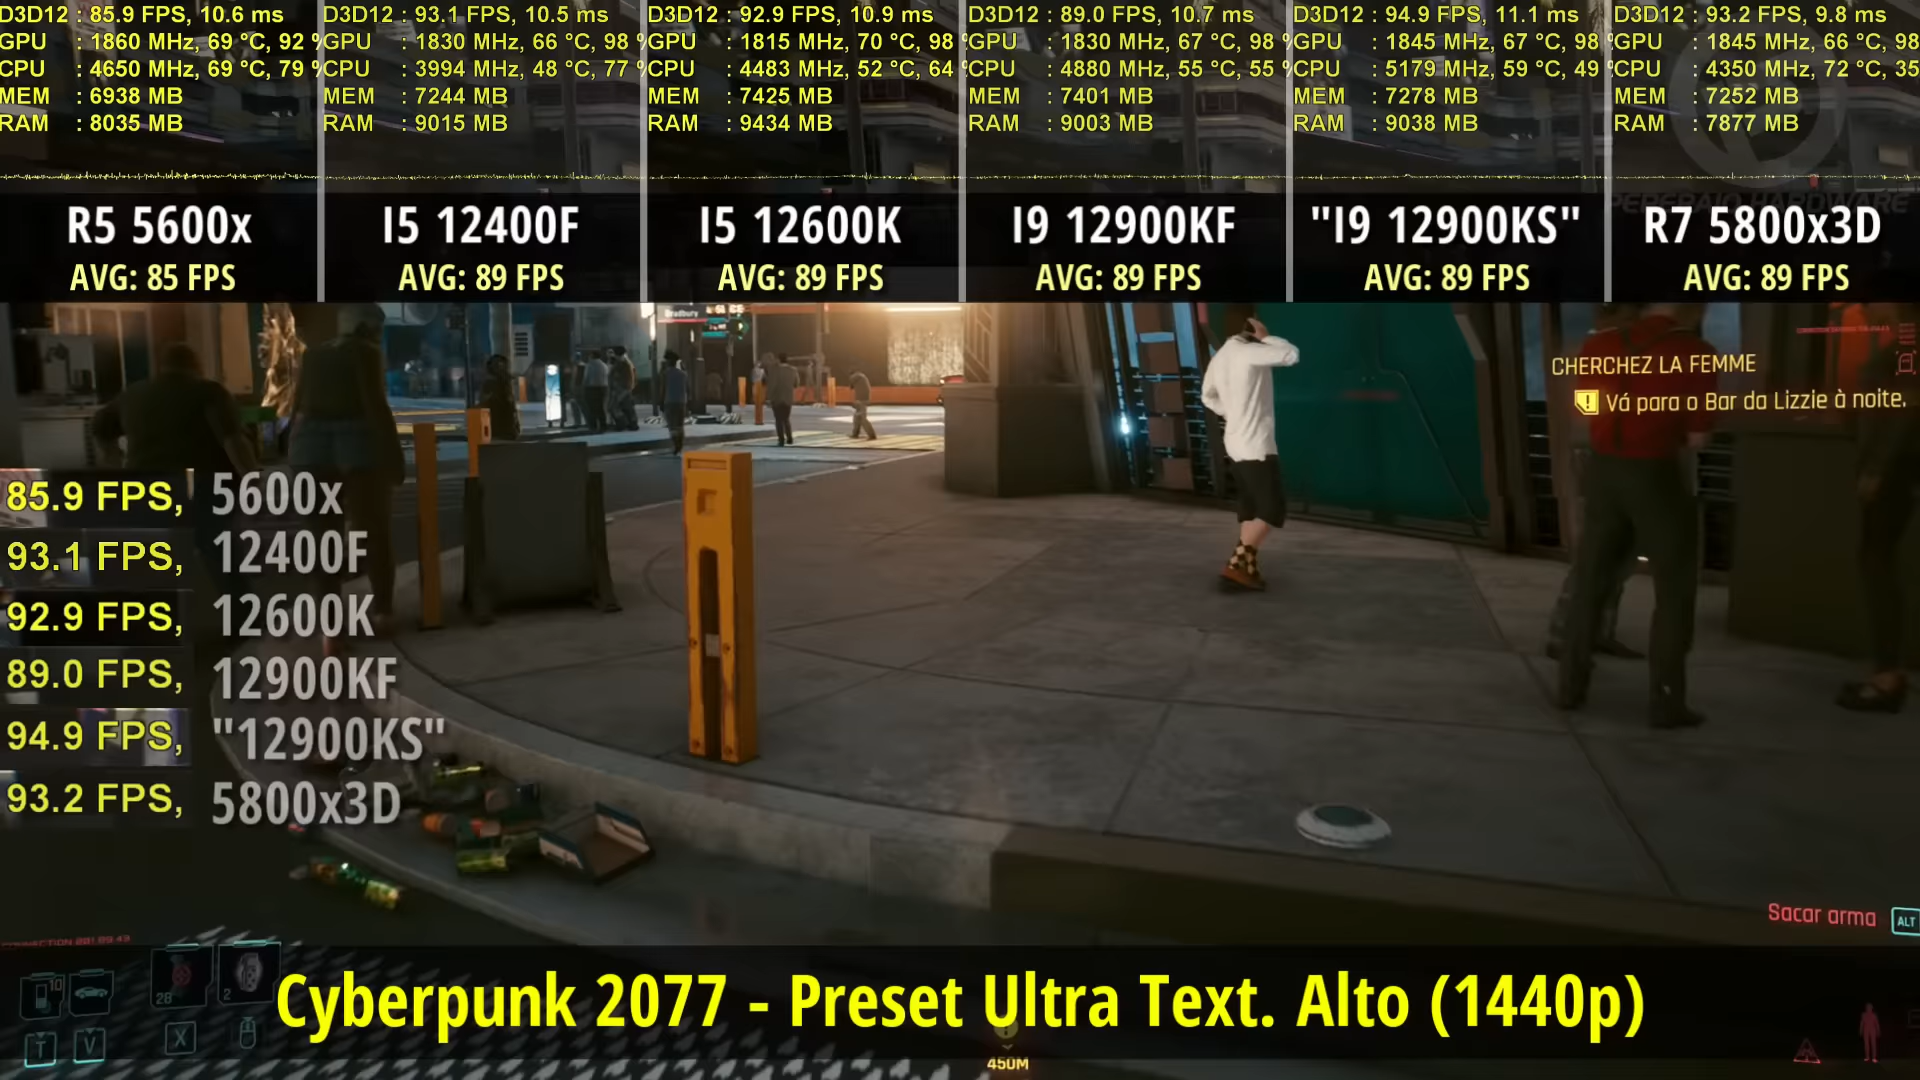 D3D12 : 85.9 FPS, 10.6 ms
GPU : 1860 MHz, 69 °C, 92 %
CPU : 4650 MHz, 69 °C, 79 %
MEM : 6938 MB
RAM : 8035 MB
R5 5600x
AVG: 85 FPS
D3D12 : 93.1 FPS, 10.5 ms
GPU : 1830 MHz, 66 °C, 98 %
CPU : 3994 MHz, 48 °C, 77 %
MEM : 7244 MB
RAM : 9015 MB
I5 12400F
AVG: 89 FPS
D3D12 : 92.9 FPS, 10.9 ms
GPU : 1815 MHz, 70 °C, 98 %
CPU : 4483 MHz, 52 °C, 64 %
MEM : 7425 MB
RAM : 9434 MB
I5 12600K
AVG: 89 FPS
D3D12 : 89.0 FPS, 10.7 ms
GPU : 1830 MHz, 67 °C, 98 %
CPU : 4880 MHz, 55 °C, 55 %
MEM : 7401 MB
RAM : 9003 MB
I9 12900KF
AVG: 89 FPS
D3D12 : 94.9 FPS, 11.1 ms
GPU : 1845 MHz, 67 °C, 98 %
CPU : 5179 MHz, 59 °C, 49 %
MEM : 7278 MB
RAM : 9038 MB
"I9 12900KS"
AVG: 89 FPS
D3D12 : 93.2 FPS, 9.8 ms
GPU : 1845 MHz, 66 °C, 98
CPU : 4350 MHz, 72 °C, 35
MEM : 7252 MB
RAM : 7877 MB
PEPERAIO HARDWARE
R7 5800x3D
AVG: 89 FPS
Bradbury
CHERCHEZ LA FEMME
Vá para o Bar da Lizzie à noite.
85.9 FPS, 5600x
93.1 FPS, 12400F
92.9 FPS, 12600K
89.0 FPS, 12900KF
94.9 FPS, "12900KS"
93.2 FPS, 5800x3D
Sacar arma ALT
10
28
2
T
V
X
Cyberpunk 2077 - Preset Ultra Text. Alto (1440p)
450M